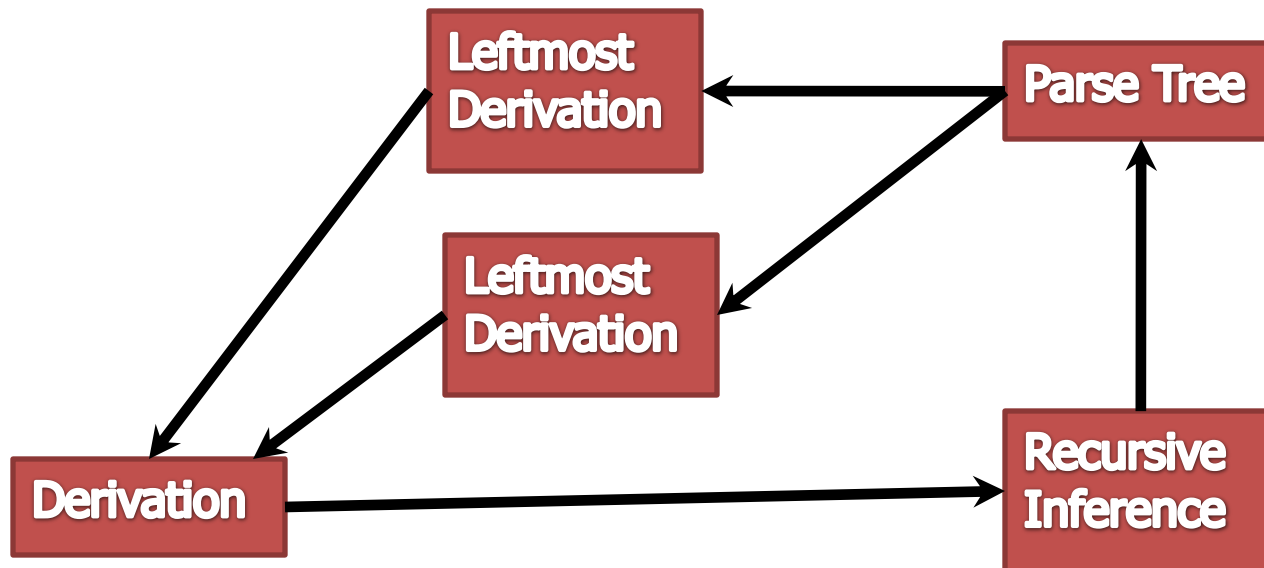 Leftmost
Derivation
Parse Tree
Leftmost
Derivation
Derivation
Recursive
Inference